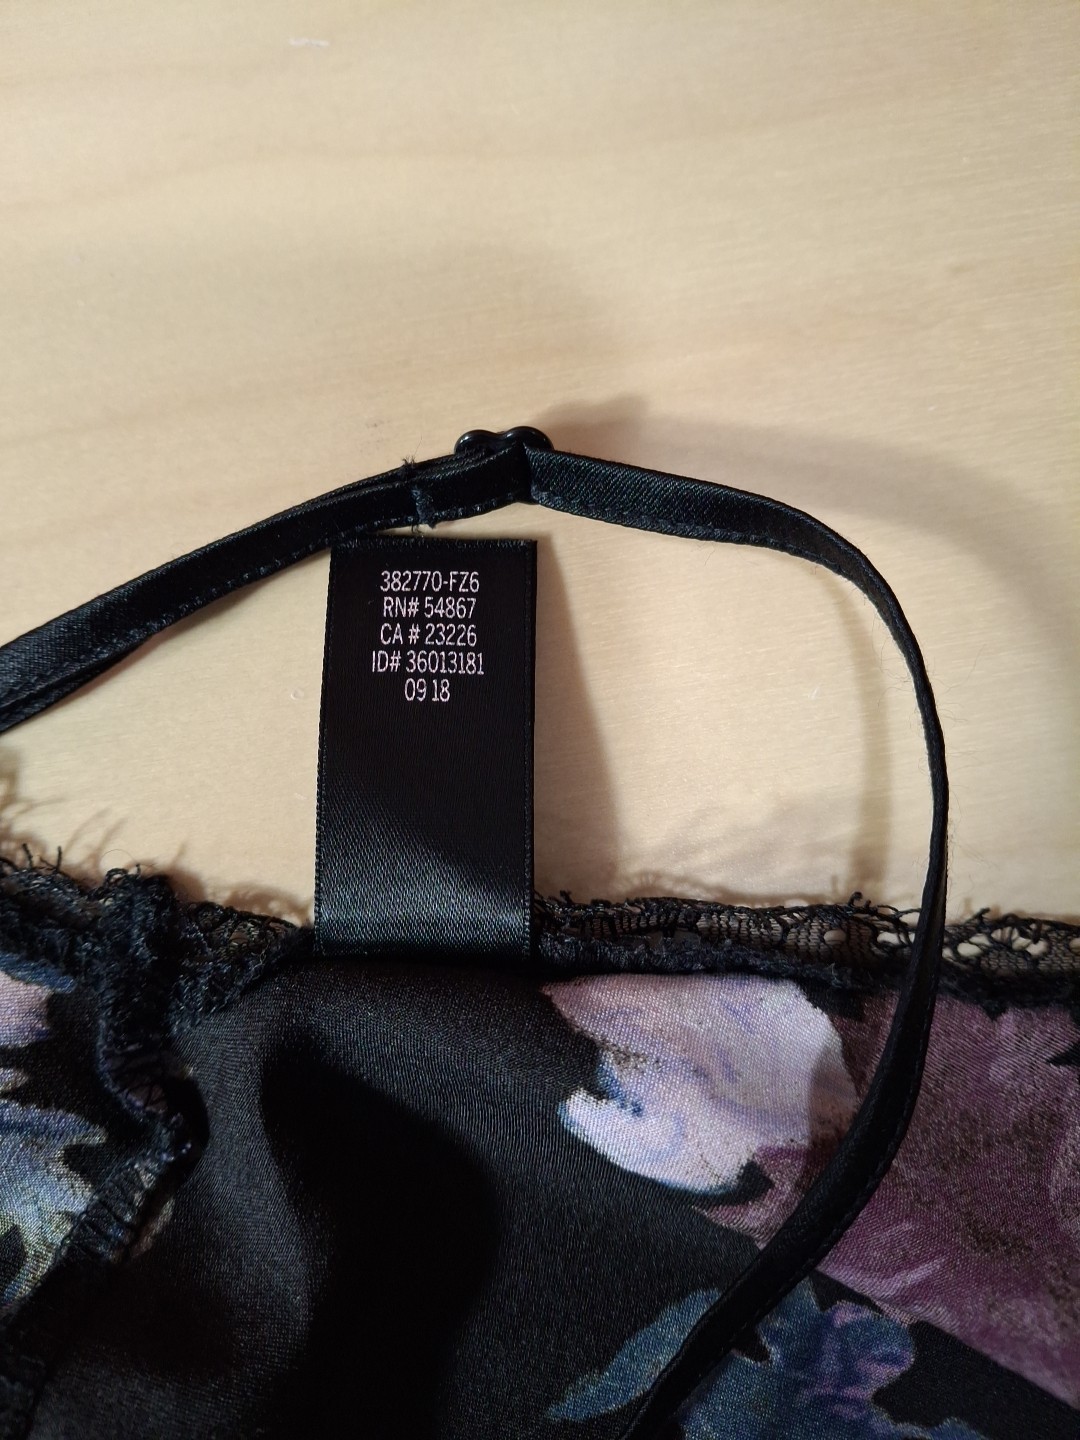 382770-FZ6
RN# 54867
CA # 23226
ID# 36013181
09 18